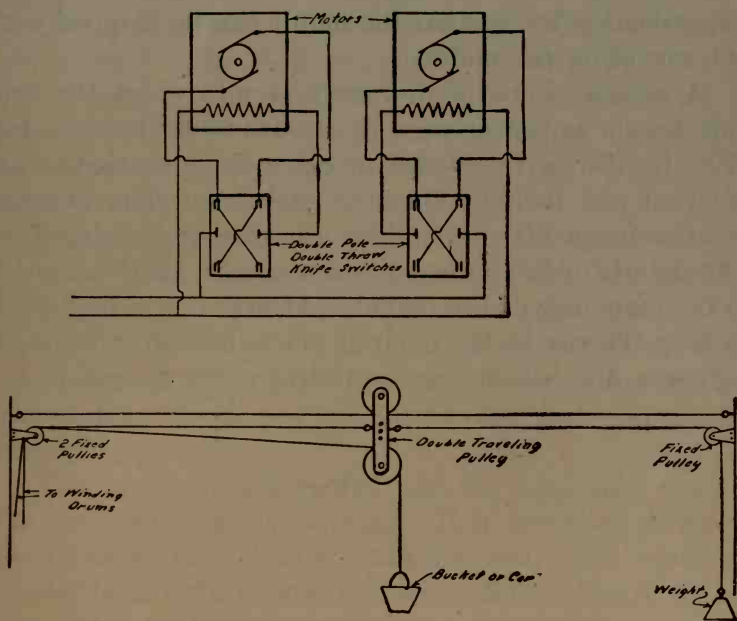 Motors
Double Pole
Double Throw
Knife Switches
2 Fixed
Pullies
Double Traveling
Pulley
Fixed
Pulley
To Winding
Drums
Bucket or Car
Weight